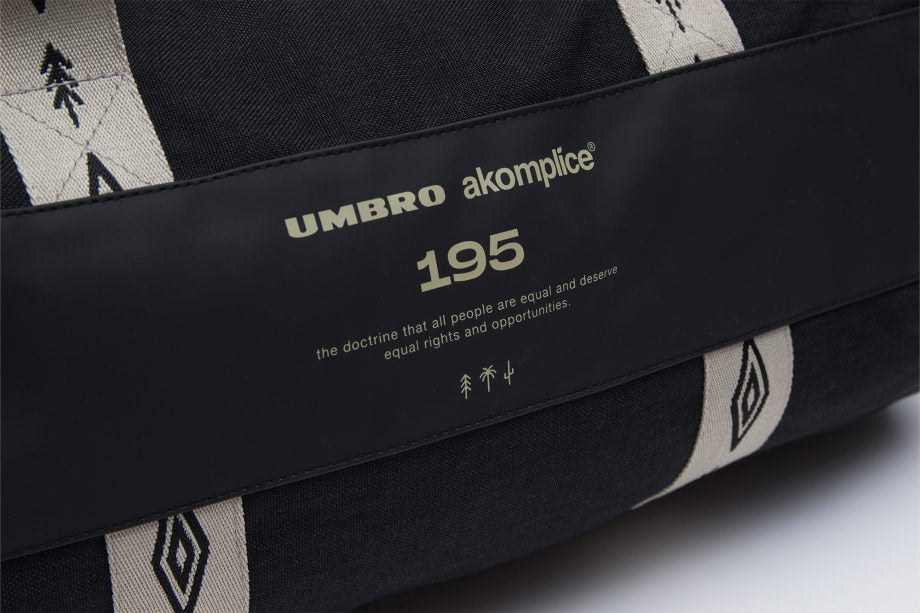 UMBRO akomplice®
195
the doctrine that all people are equal and deserve
equal rights and opportunities.